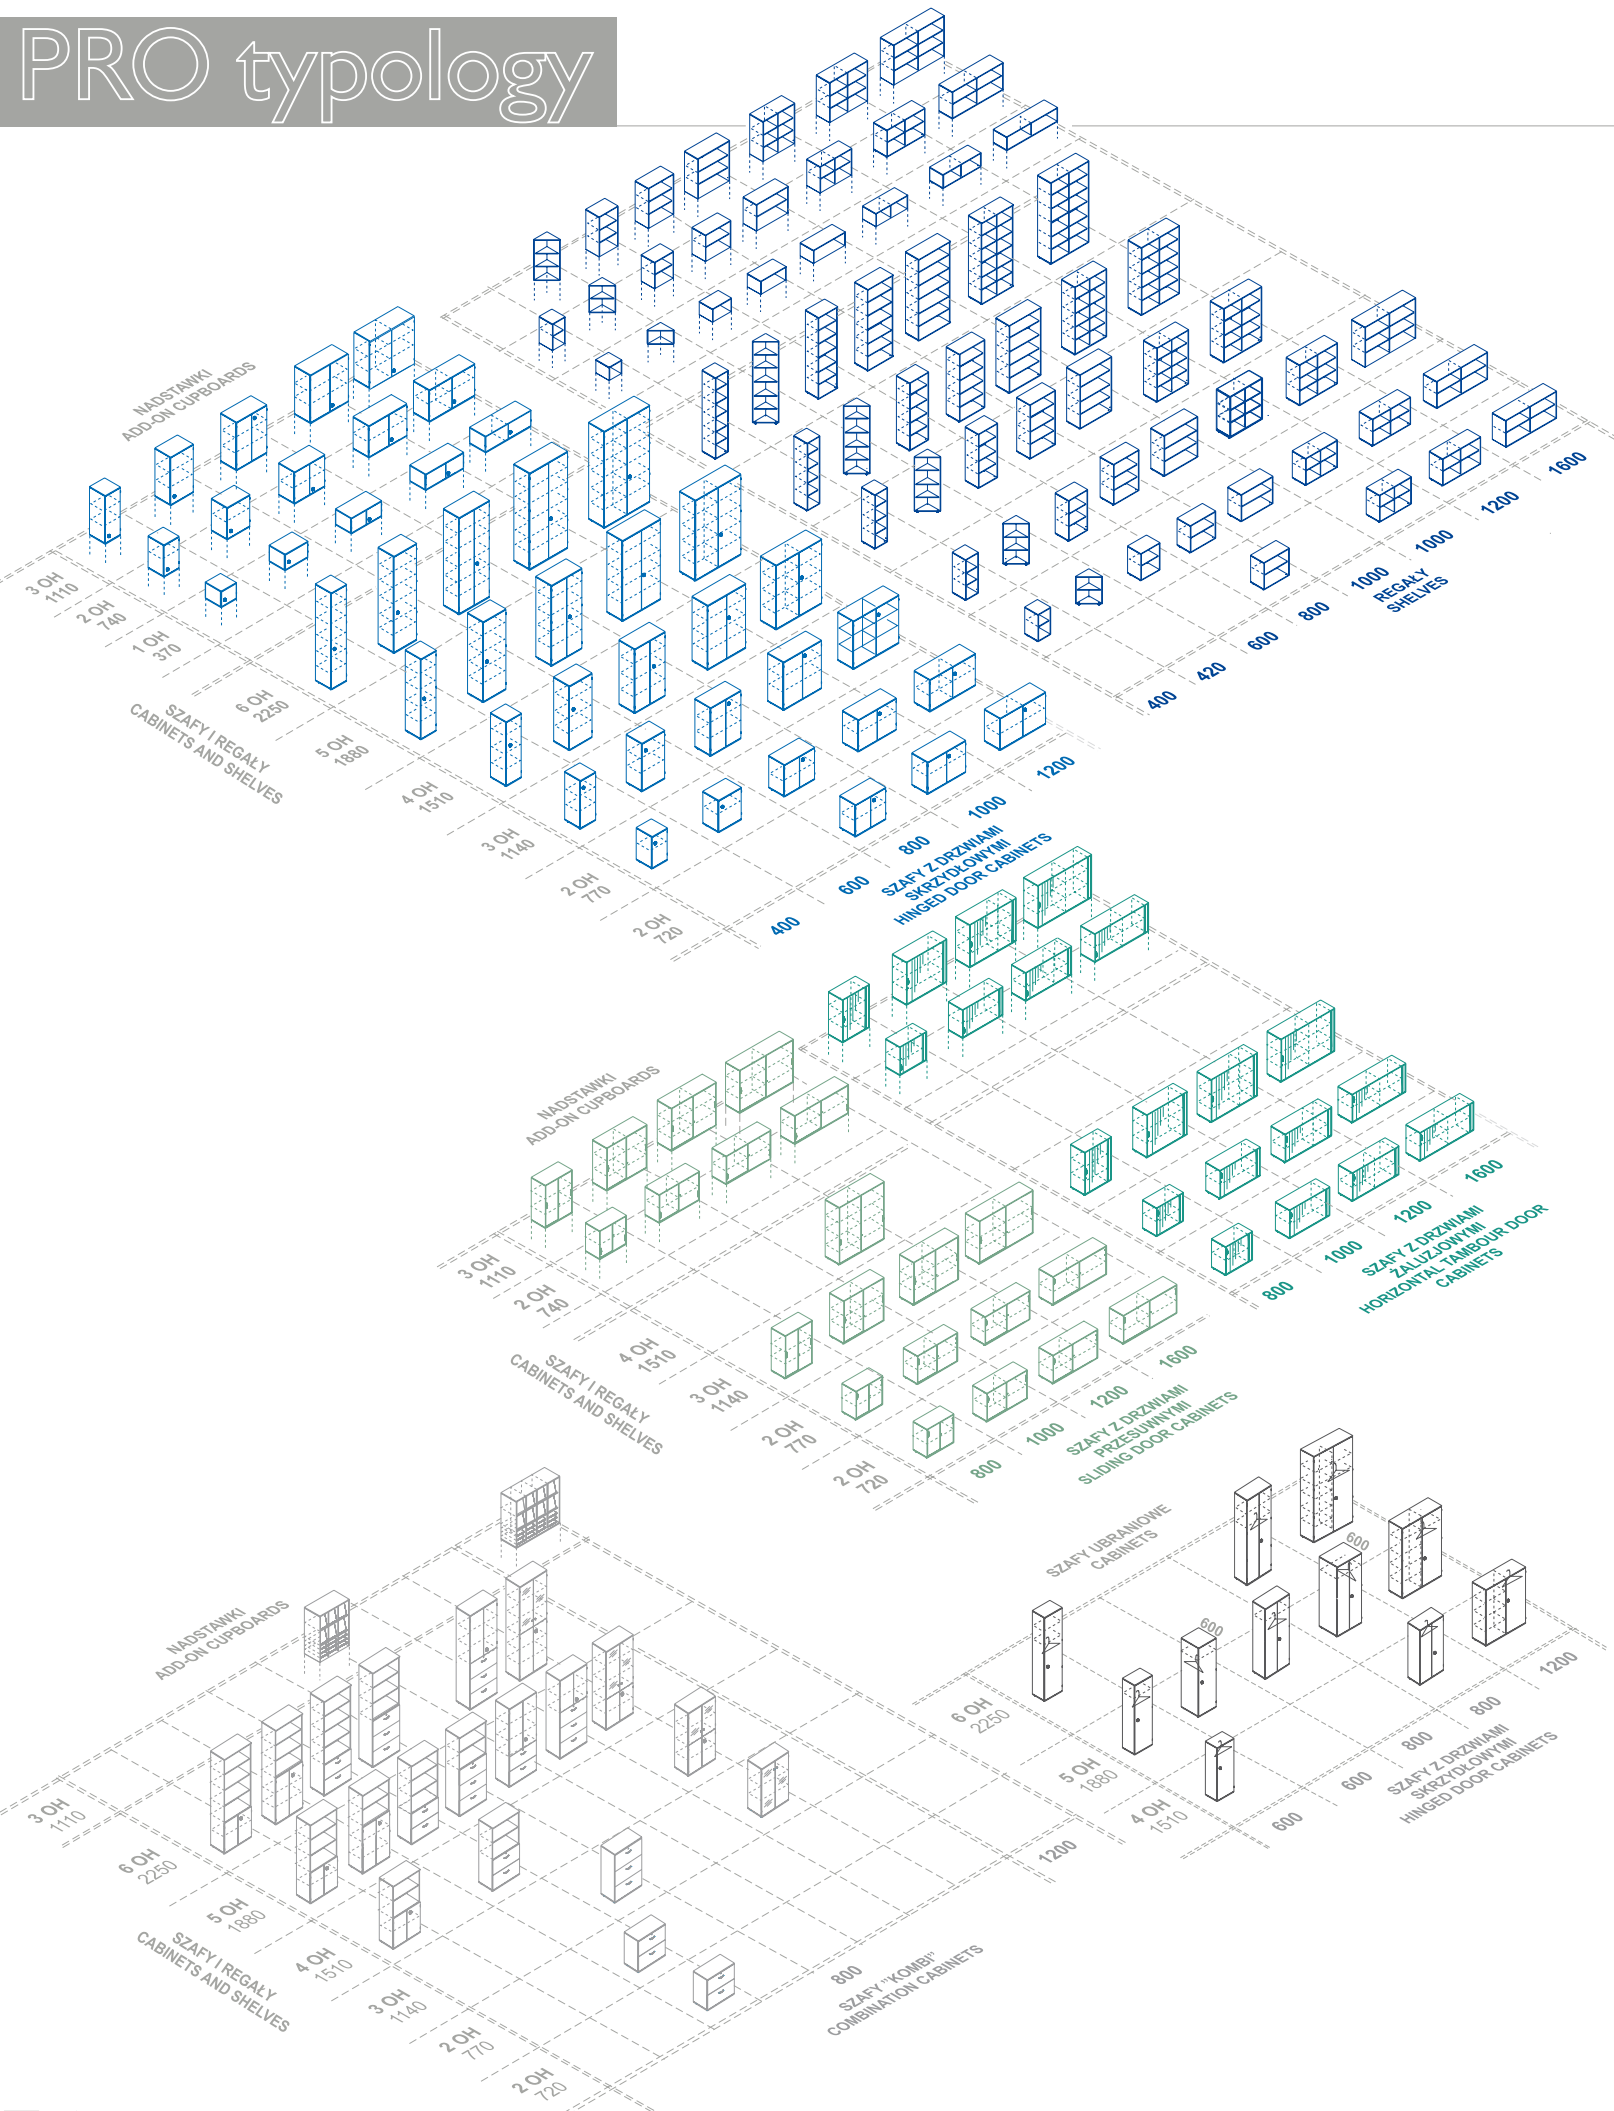 PRO typology
NADSTAWKI
ADD-ON CUPBOARDS
3 OH
1110
2 OH
740
1 OH
370
SZAFY I REGAŁY
CABINETS AND SHELVES
6 OH
2250
5 OH
1880
4 OH
1510
3 OH
1140
2 OH
770
2 OH
720
400
420
600
800
1000
1000
1200
1600
REGAŁY
SHELVES
400
600
800
1000
1200
SZAFY Z DRZWIAMI
SKRZYDŁOWYMI
HINGED DOOR CABINETS
NADSTAWKI
ADD-ON CUPBOARDS
3 OH
1110
2 OH
740
SZAFY I REGAŁY
CABINETS AND SHELVES
4 OH
1510
3 OH
1140
2 OH
770
2 OH
720
800
1000
1200
1600
SZAFY Z DRZWIAMI
ŻALUZJOWYMI
HORIZONTAL TAMBOUR DOOR
CABINETS
800
1000
1200
1600
SZAFY Z DRZWIAMI
PRZESUWNYMI
SLIDING DOOR CABINETS
SZAFY UBRANIOWE
CABINETS
600
600
6 OH
2250
5 OH
1880
4 OH
1510
600
600
800
800
1200
SZAFY Z DRZWIAMI
SKRZYDŁOWYMI
HINGED DOOR CABINETS
NADSTAWKI
ADD-ON CUPBOARDS
3 OH
1110
6 OH
2250
5 OH
1880
4 OH
1510
3 OH
1140
2 OH
770
2 OH
720
SZAFY I REGAŁY
CABINETS AND SHELVES
800
1200
SZAFY "KOMBI"
COMBINATION CABINETS